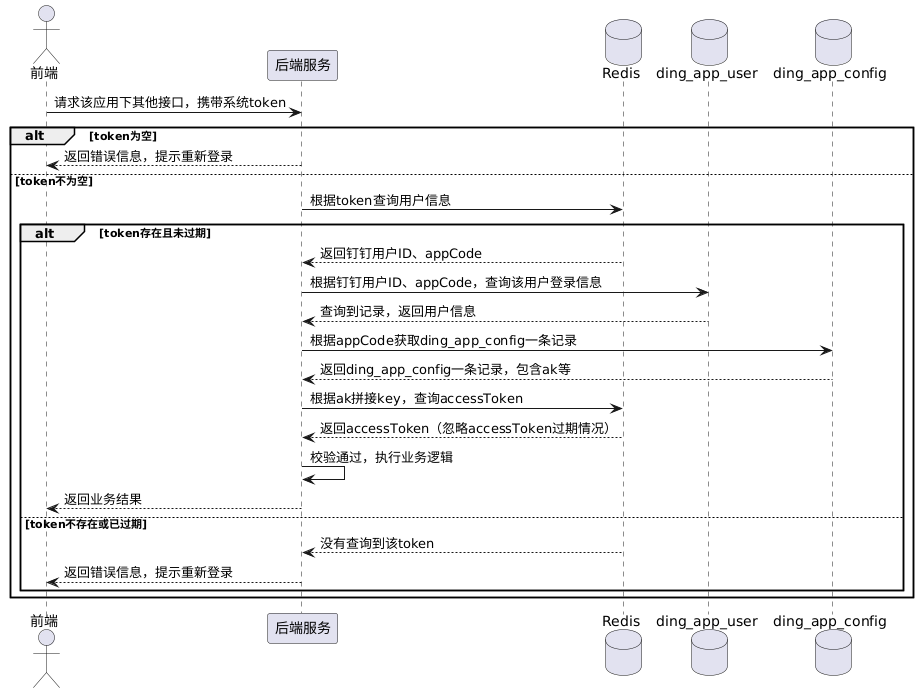 前端
后端服务
Redis
ding_app_user
ding_app_config
请求该应用下其他接口，携带系统token
alt
[token为空]
返回错误信息，提示重新登录
[token不为空]
根据token查询用户信息
alt
[token存在且未过期]
返回钉钉用户ID、appCode
根据钉钉用户ID、appCode，查询该用户登录信息
查询到记录，返回用户信息
根据appCode获取ding_app_config一条记录
返回ding_app_config一条记录，包含ak等
根据ak拼接key，查询accessToken
返回accessToken（忽略accessToken过期情况）
校验通过，执行业务逻辑
返回业务结果
[token不存在或已过期]
没有查询到该token
返回错误信息，提示重新登录
前端
后端服务
Redis
ding_app_user
ding_app_config